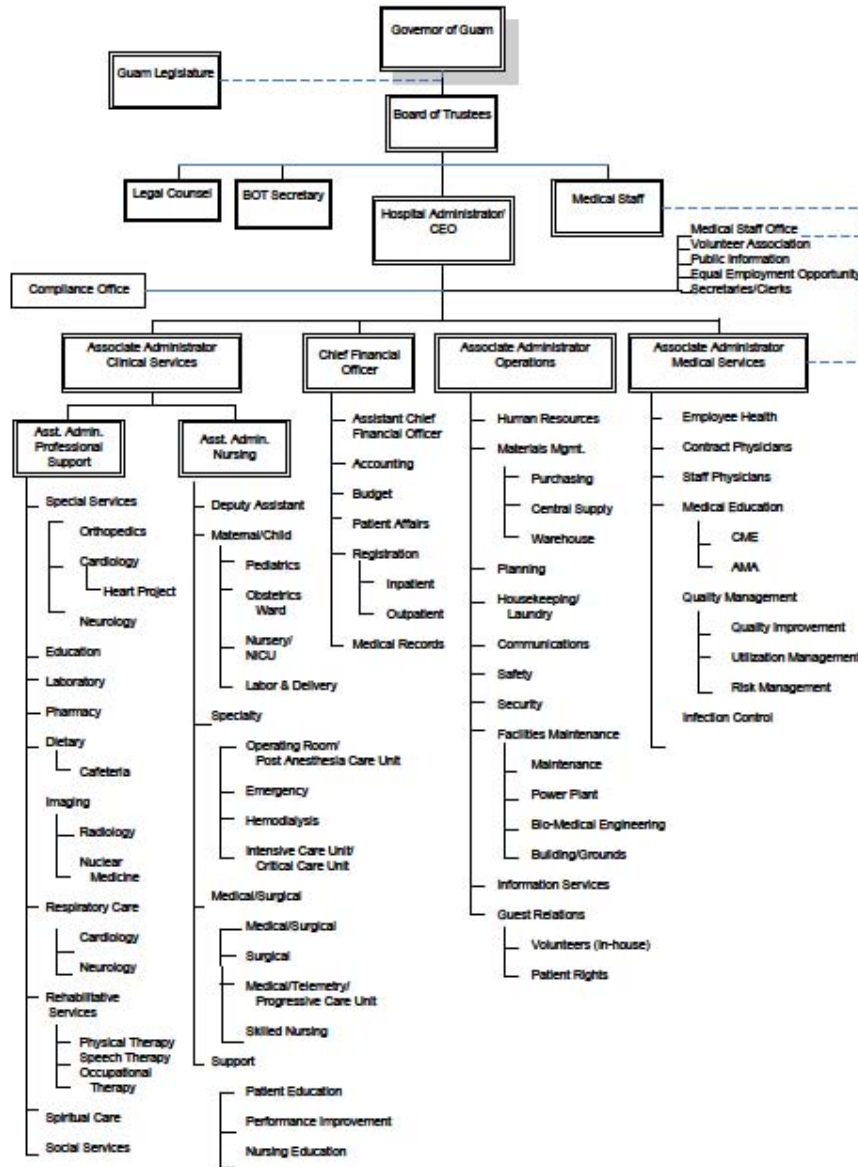 Governor of Guam
Guam Legislature
Board of Trustees
Legal Counsel
BOT Secretary
Hospital Administrator/
CEO
Medical Staff
Medical Staff Office
Volunteer Association
Public Information
Equal Employment Opportunity
Secretaries/Clerks
Compliance Office
Associate Administrator
Clinical Services
Chief Financial
Officer
Associate Administrator
Operations
Associate Administrator
Medical Services
Asst. Admin.
Professional
Support
Special Services
Orthopedics
Cardiology
Heart Project
Neurology
Education
Laboratory
Pharmacy
Dietary
Cafeteria
Imaging
Radiology
Nuclear
Medicine
Respiratory Care
Cardiology
Neurology
Rehabilitative
Services
Physical Therapy
Speech Therapy
Occupational
Therapy
Spiritual Care
Social Services
Asst. Admin.
Nursing
Deputy Assistant
Maternal/Child
Pediatrics
Obstetrics
Ward
Nursery/
NICU
Labor & Delivery
Specialty
Operating Room/
Post Anesthesia Care Unit
Emergency
Hemodialysis
Intensive Care Unit/
Critical Care Unit
Medical/Surgical
Medical/Surgical
Surgical
Medical/Telemetry/
Progressive Care Unit
Skilled Nursing
Support
Patient Education
Performance Improvement
Nursing Education
Assistant Chief
Financial Officer
Accounting
Budget
Patient Affairs
Registration
Inpatient
Outpatient
Medical Records
Human Resources
Materials Mgmt.
Purchasing
Central Supply
Warehouse
Planning
Housekeeping/
Laundry
Communications
Safety
Security
Facilities Maintenance
Maintenance
Power Plant
Bio-Medical Engineering
Building/Grounds
Information Services
Guest Relations
Volunteers (In-house)
Patient Rights
Employee Health
Contract Physicians
Staff Physicians
Medical Education
CME
AMA
Quality Management
Quality Improvement
Utilization Management
Risk Management
Infection Control